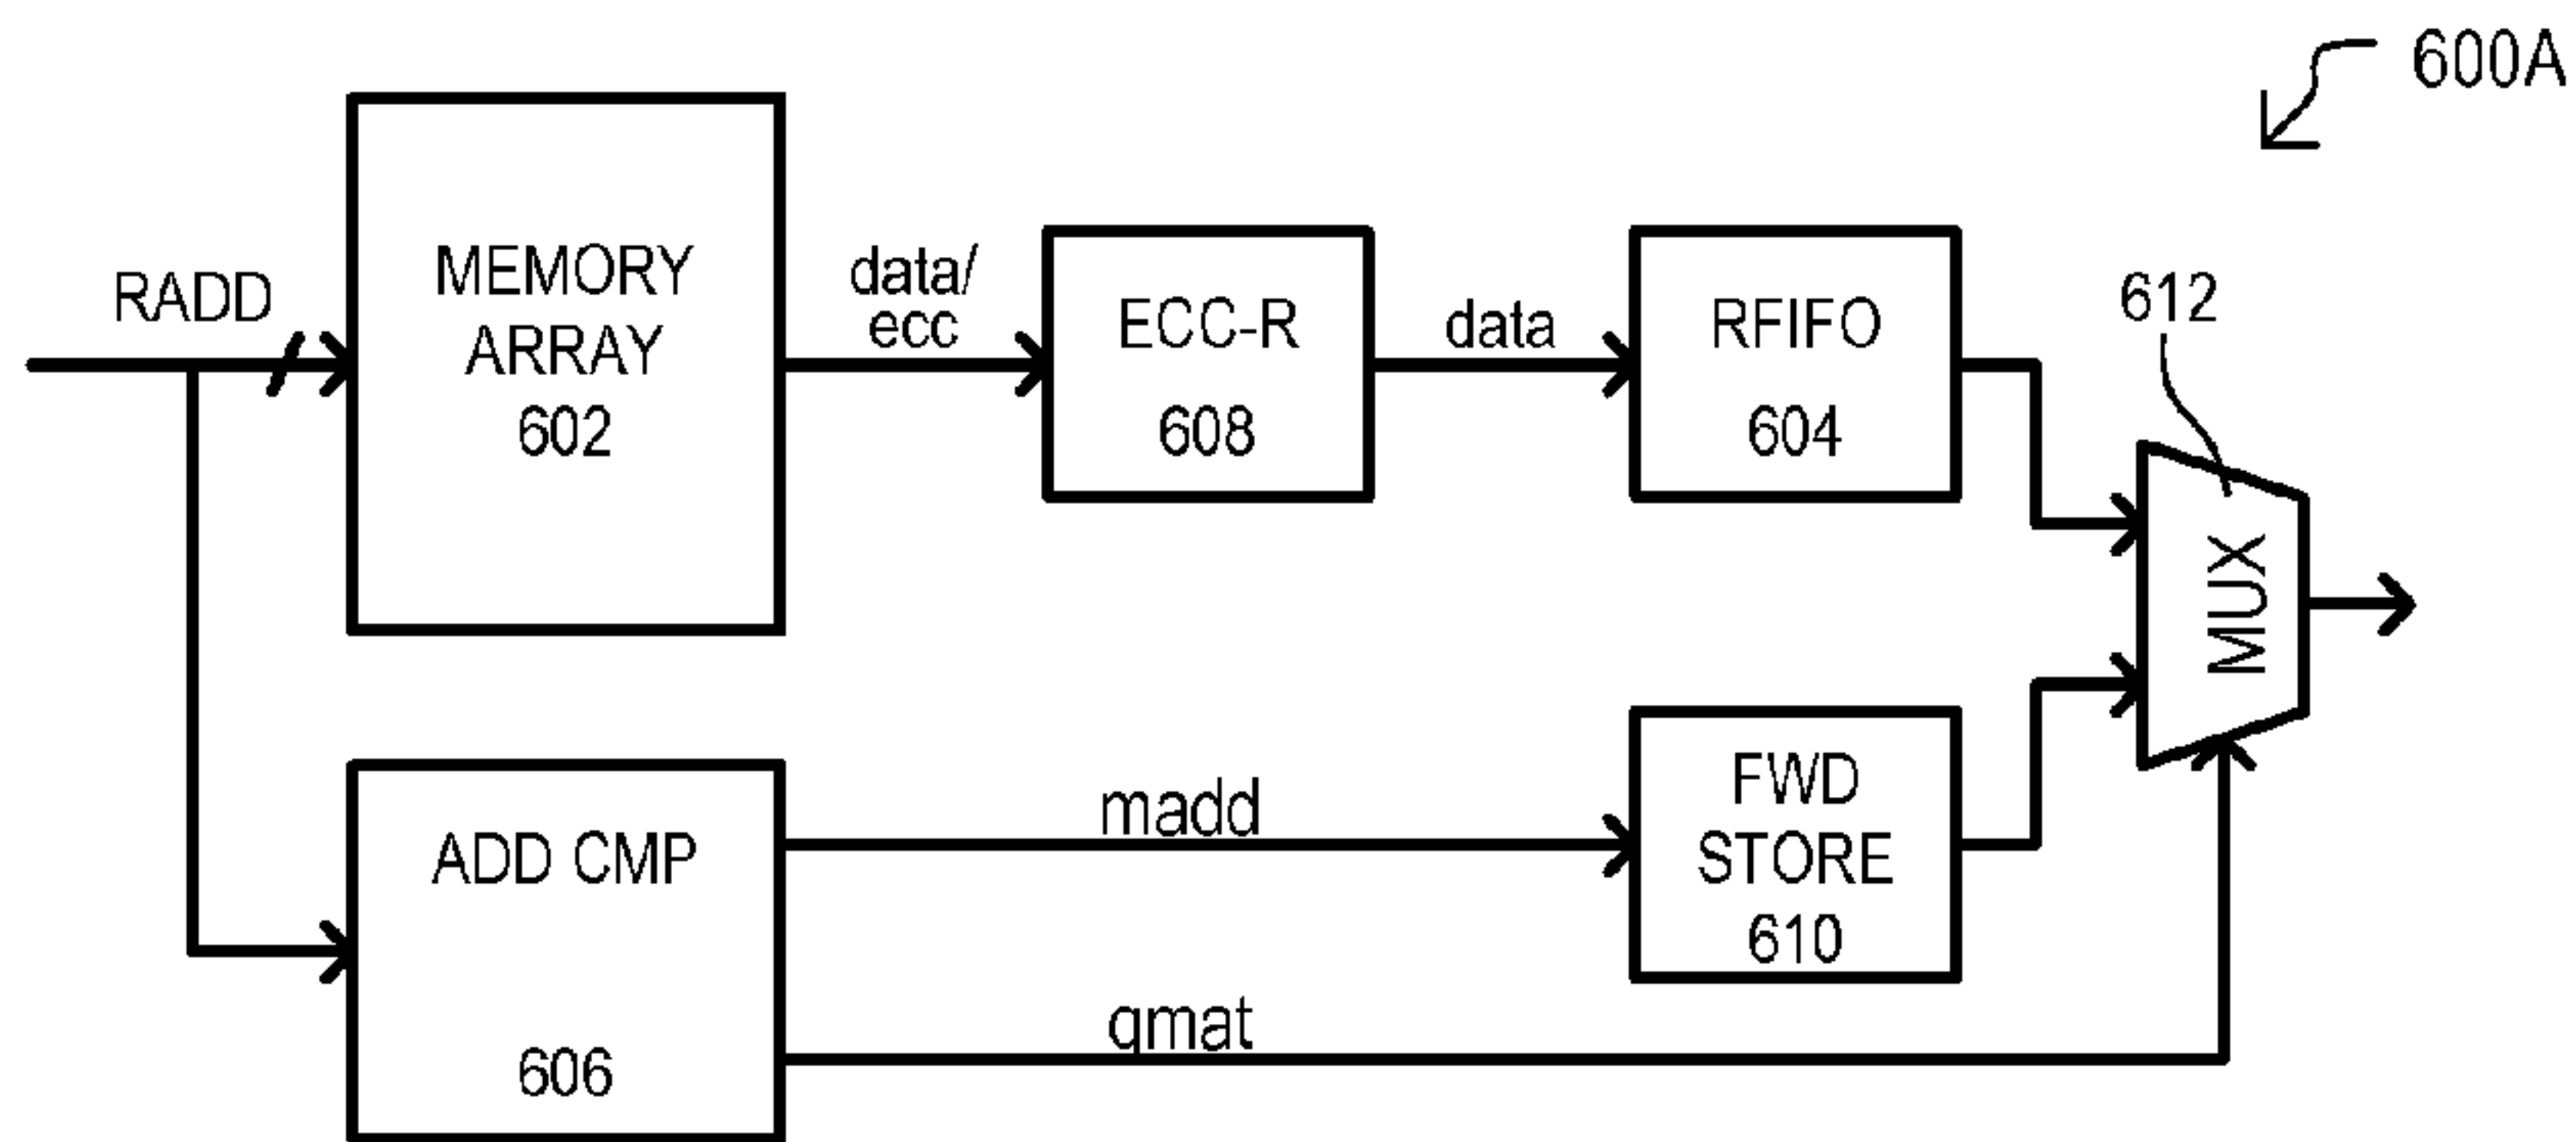 600A
RADD
MEMORY
ARRAY
602
data/
ecc
ECC-R
608
data
RFIFO
604
612
MUX
ADD CMP
606
madd
qmat
FWD
STORE
610